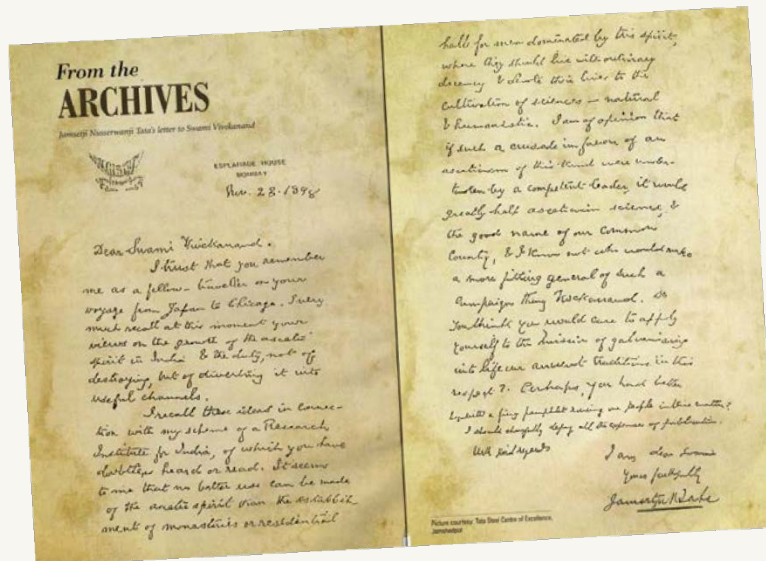 From the
ARCHIVES
Jamsetji Nusserwanji Tata's letter to Swami Vivekanand
ESPLANADE HOUSE
BOMBAY
Nov. 23. 1898
Dear Swami Vivekanand.
I trust that you remember
me as a fellow-traveller on your
voyage from Japan to Chicago. I very
much recall at this moment your
views on the growth of the ascetic
spirit in India & the duty, not of
destroying, but of diverting it into
useful channels.
I recall these ideas in connec-
tion with my scheme of a Research
Institute for India, of which you have
doubtless heard or read. It seems
to me that no better use can be made
of the ascetic spirit than the establish
ment of monasteries or residential
halls for men dominated by this spirit,
where they should live with ordinary
decency & devote their lives to the
cultivation of sciences – natural
& humanistic. I am of opinion that
if such a crusade in favour of an
asceticism of this kind were under-
taken by a competent leader, it would
greatly help asceticism science, &
the good name of our common
country, & I know not who would make
a more fitting general of such a
campaign than Vivekanand. Do
you think you would care to apply
yourself to the mission of galvanising
into life our ancient traditions in this
respect? Perhaps, you had better
begin with a fiery pamphlet rousing our people in this matter?
I should cheerfully defray all the expenses of publication.
With kind regards
I am dear Swami
Yours faithfully
Jamsetji N Tata
Picture courtesy: Tata Steel Centre of Excellence,
Jamshedpur